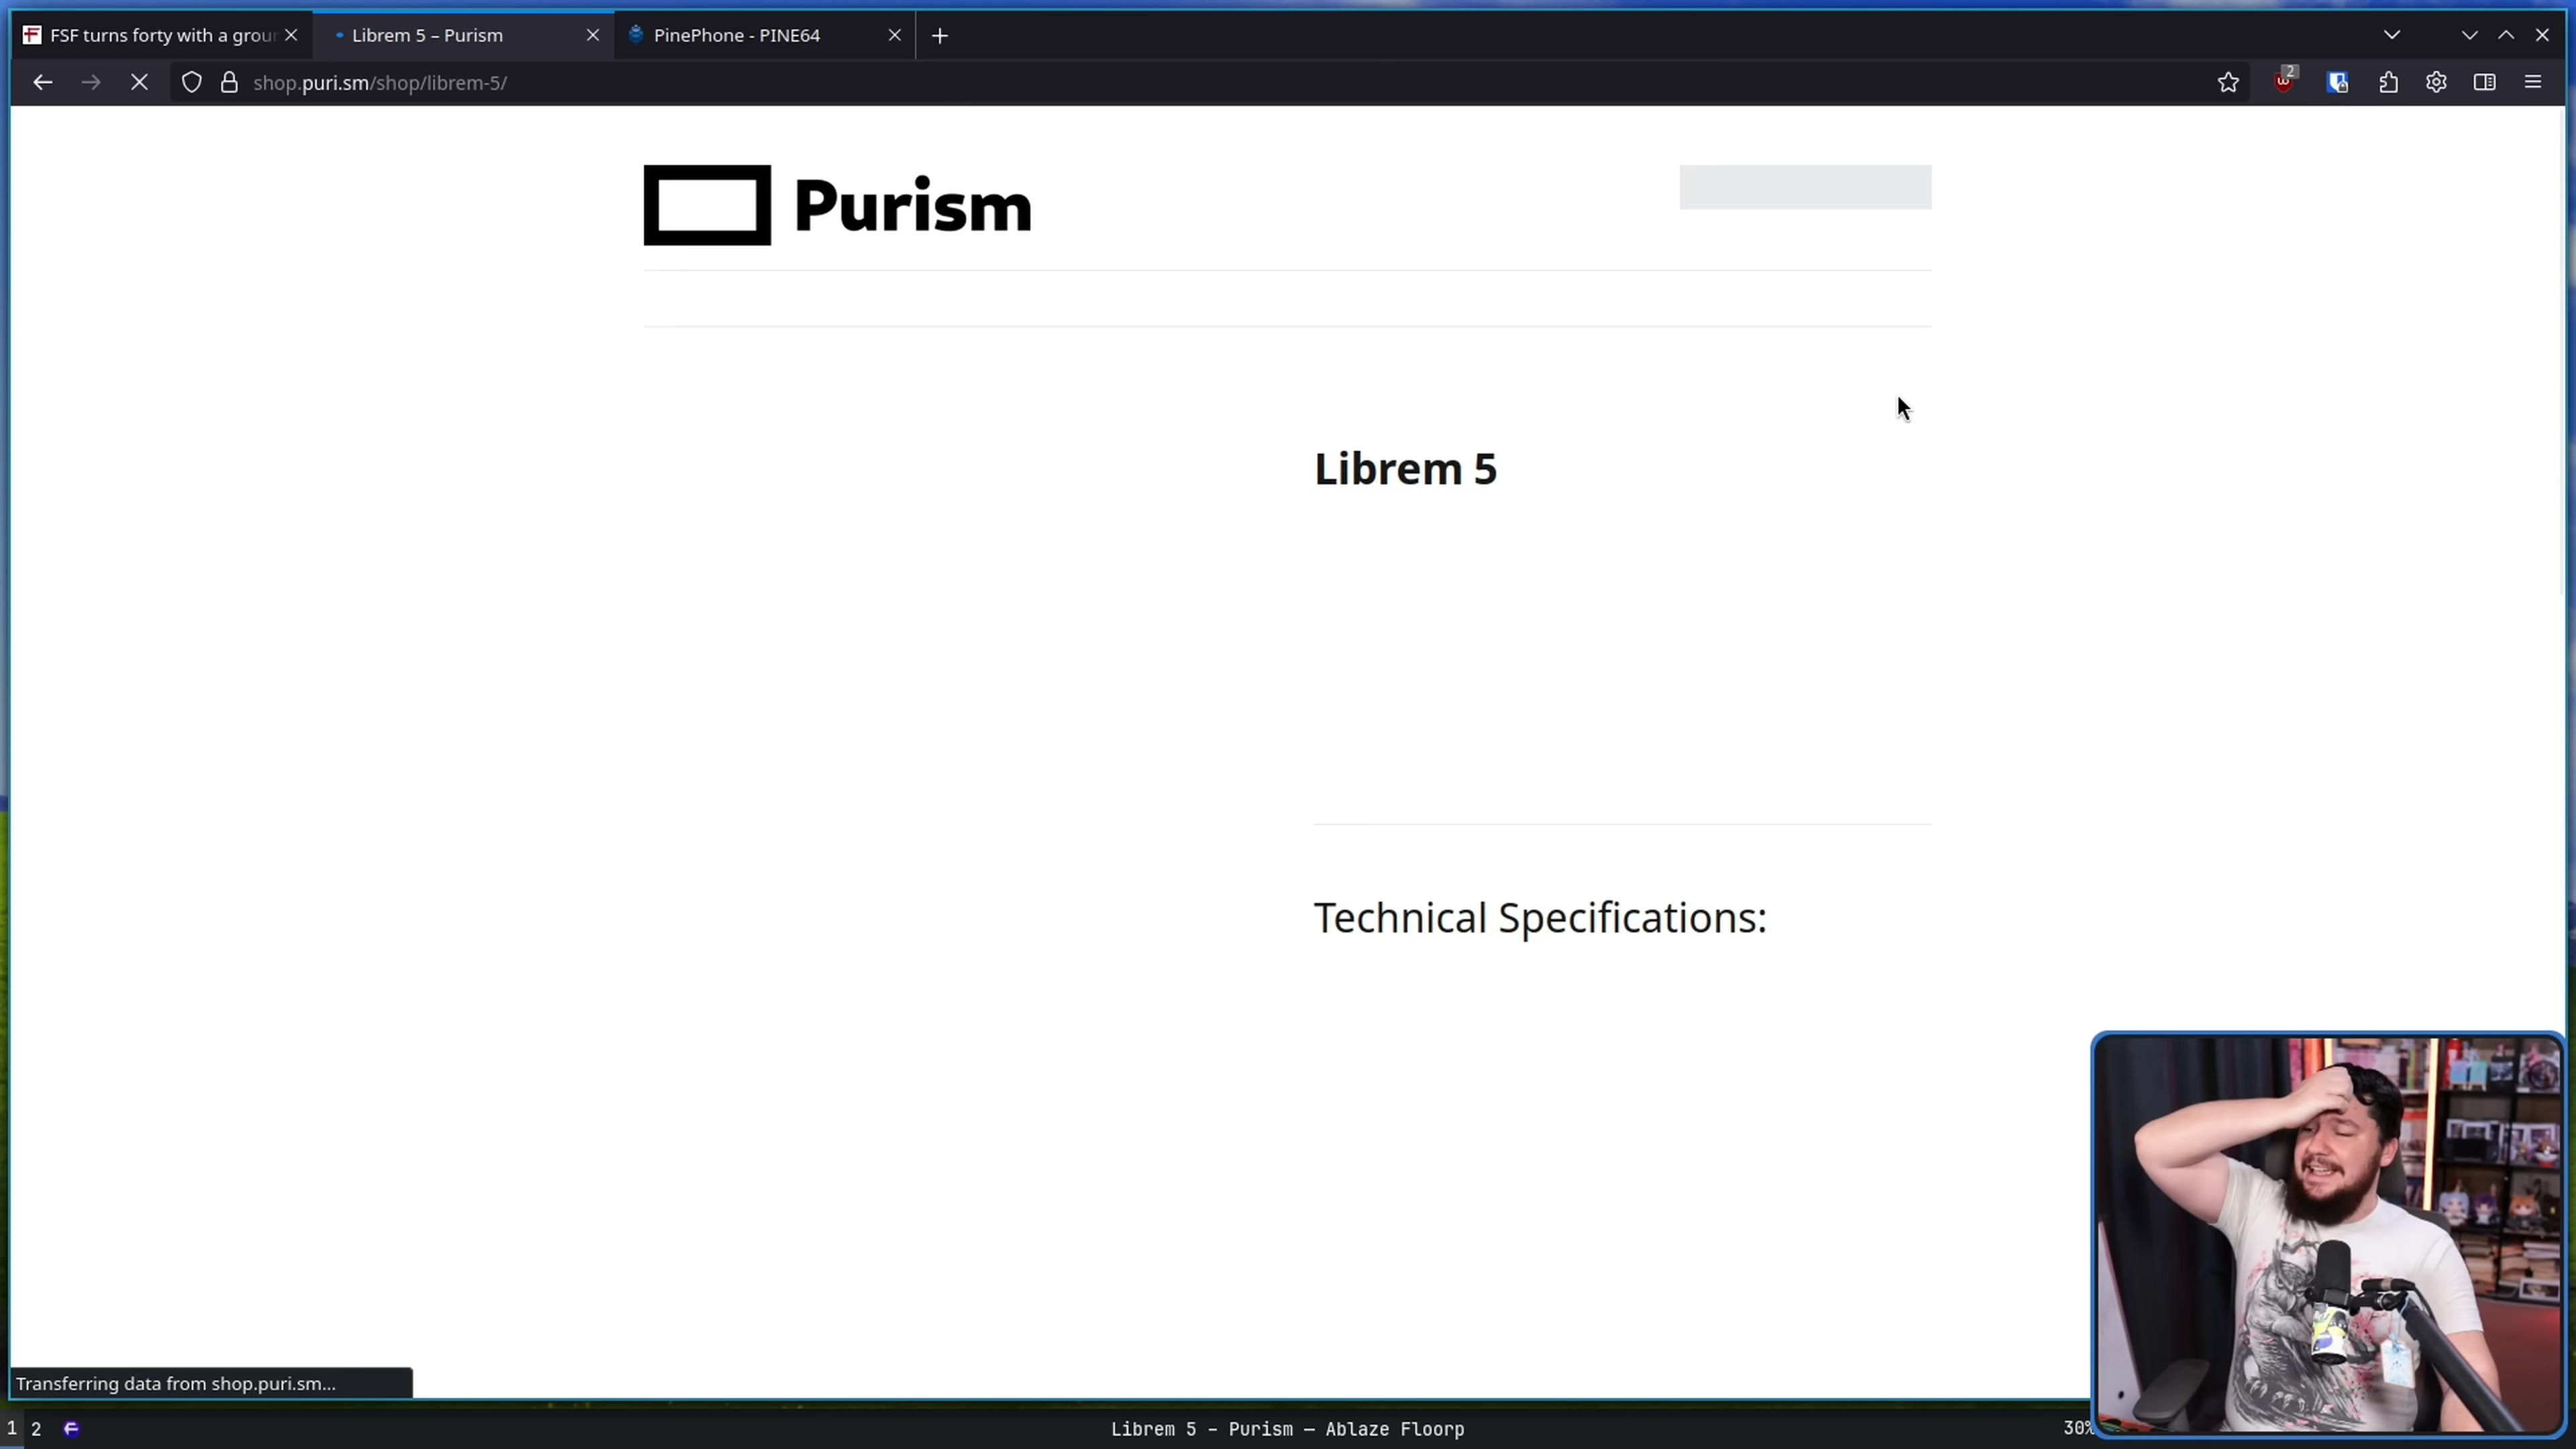 FSF turns forty with a grou
Librem 5 – Purism
PinePhone - PINE64
shop.puri.sm/shop/librem-5/
2
Purism
Librem 5
Technical Specifications:
Transferring data from shop.puri.sm...
1 2
Librem 5 – Purism — Ablaze Floorp
30%